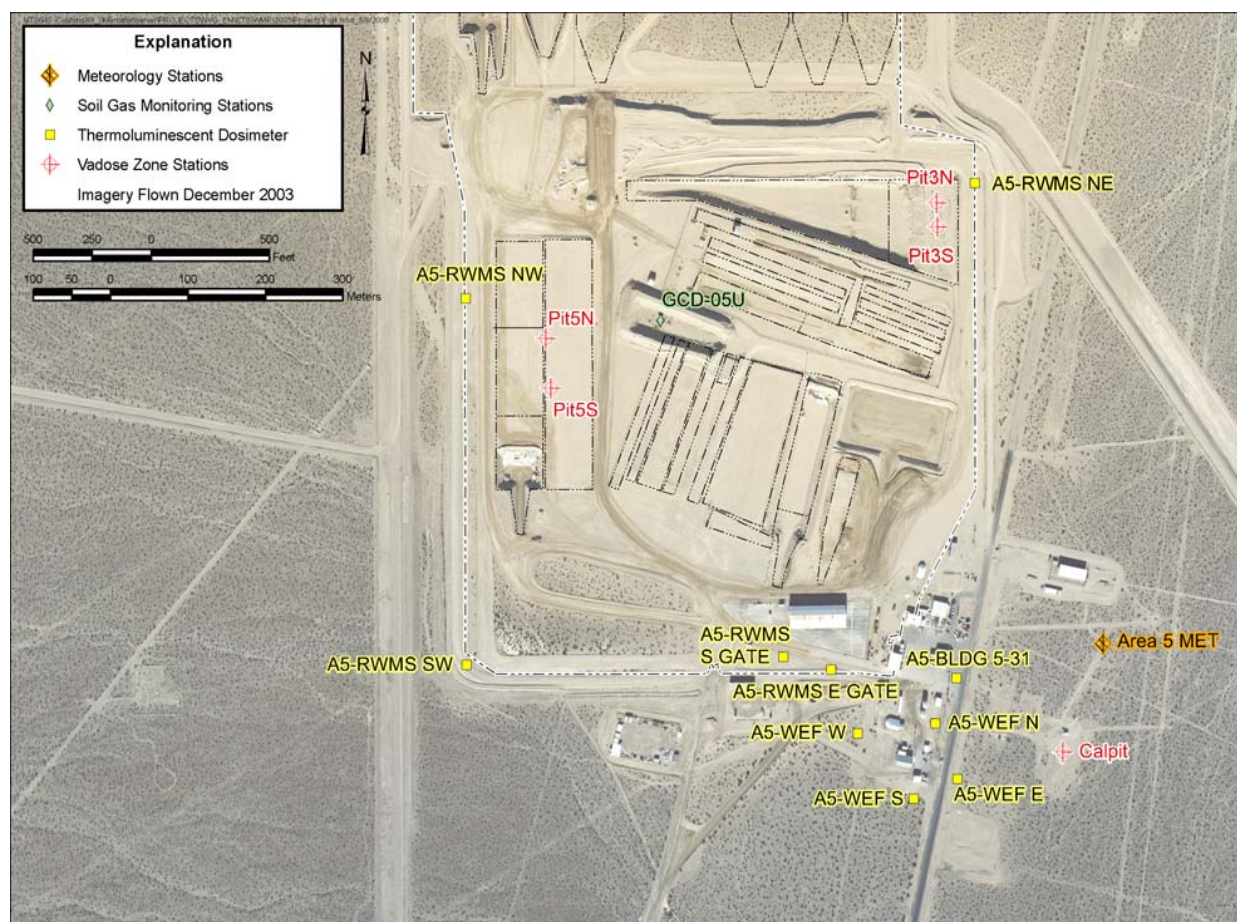 Explanation
Meteorology Stations
Soil Gas Monitoring Stations
Thermoluminescent Dosimeter
Vadose Zone Stations
Imagery Flown December 2003
N
500 250 0 500
Feet
100 50 0 100 200 300
Meters
Pit3N
A5-RWMS NE
Pit3S
A5-RWMS NW
GCD-05U
Pit5N
Pit5S
A5-RWMS
S GATE
Area 5 MET
A5-RWMS SW
A5-BLDG 5-31
A5-RWMS E GATE
A5-WEF W
A5-WEF N
Calpit
A5-WEF S
A5-WEF E